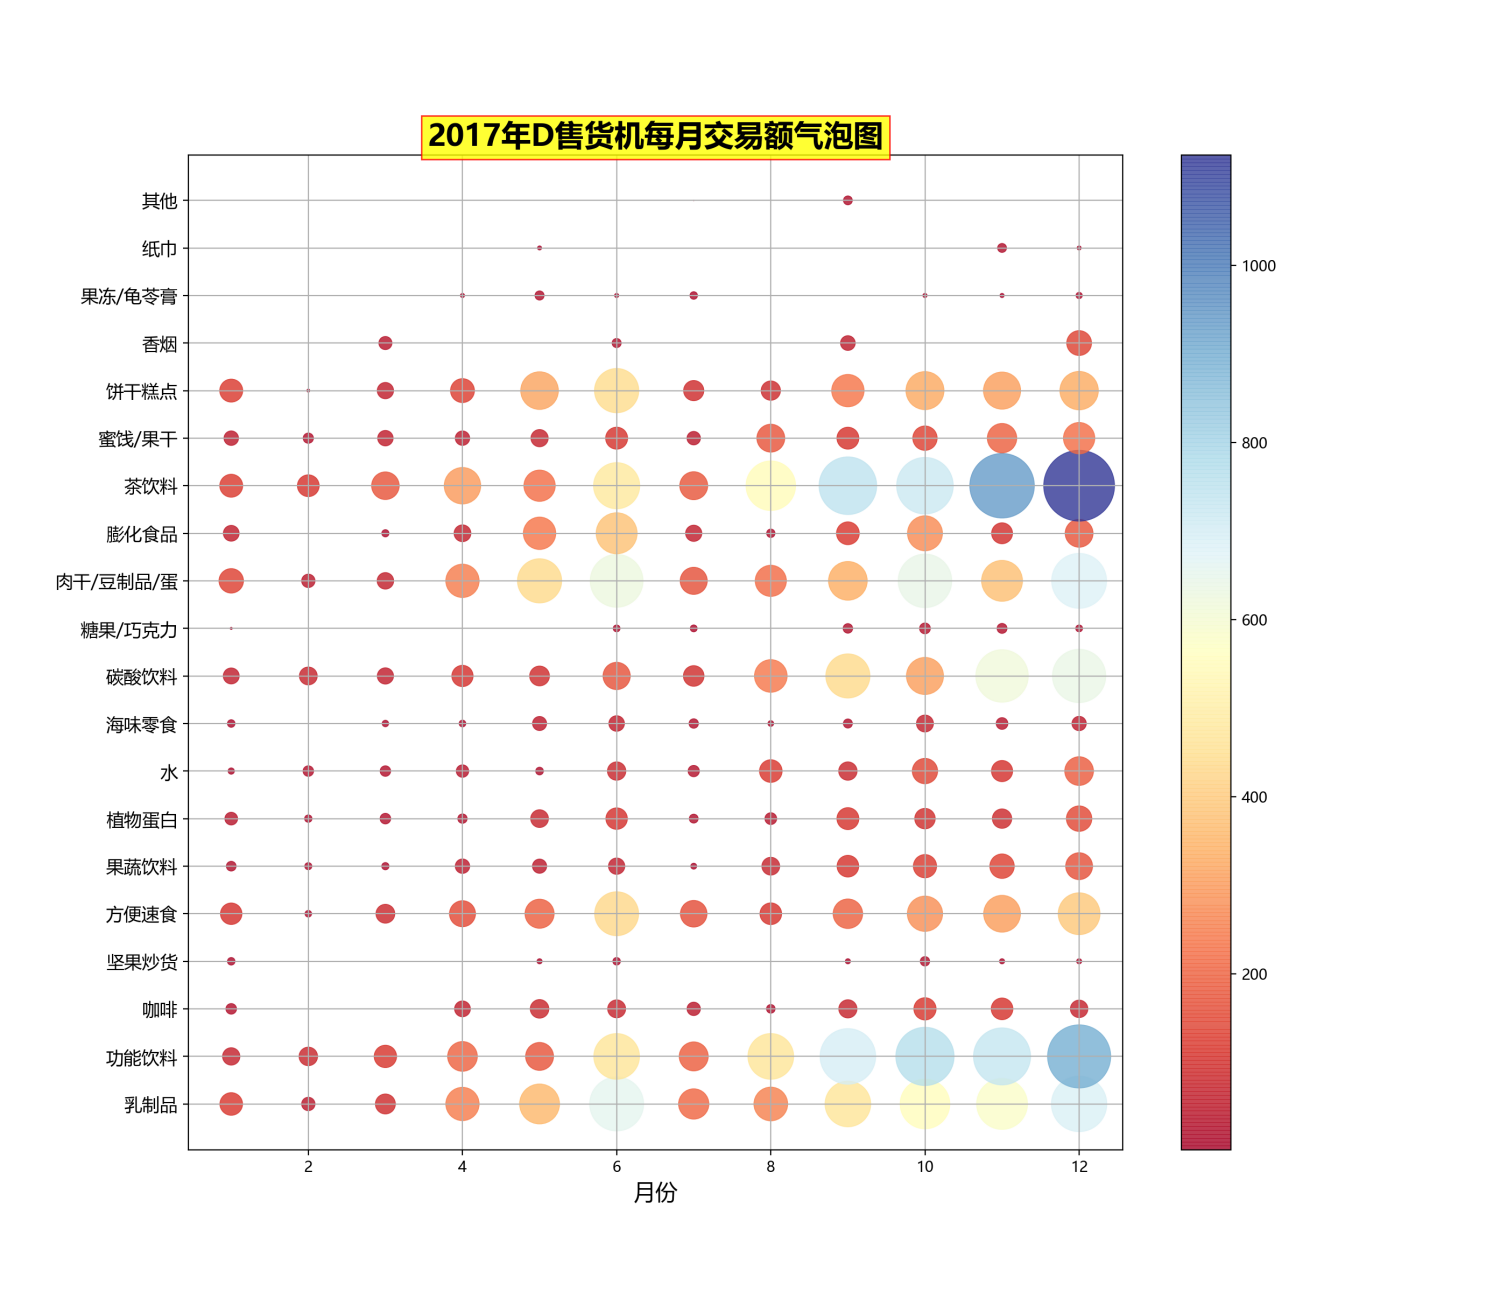 2017年D售货机每月交易额气泡图
其他
纸巾
果冻/龟苓膏
香烟
饼干糕点
蜜饯/果干
茶饮料
膨化食品
肉干/豆制品/蛋
糖果/巧克力
碳酸饮料
海味零食
水
植物蛋白
果蔬饮料
方便速食
坚果炒货
咖啡
功能饮料
乳制品
2 4 6 8 10 12
月份
1000
800
600
400
200